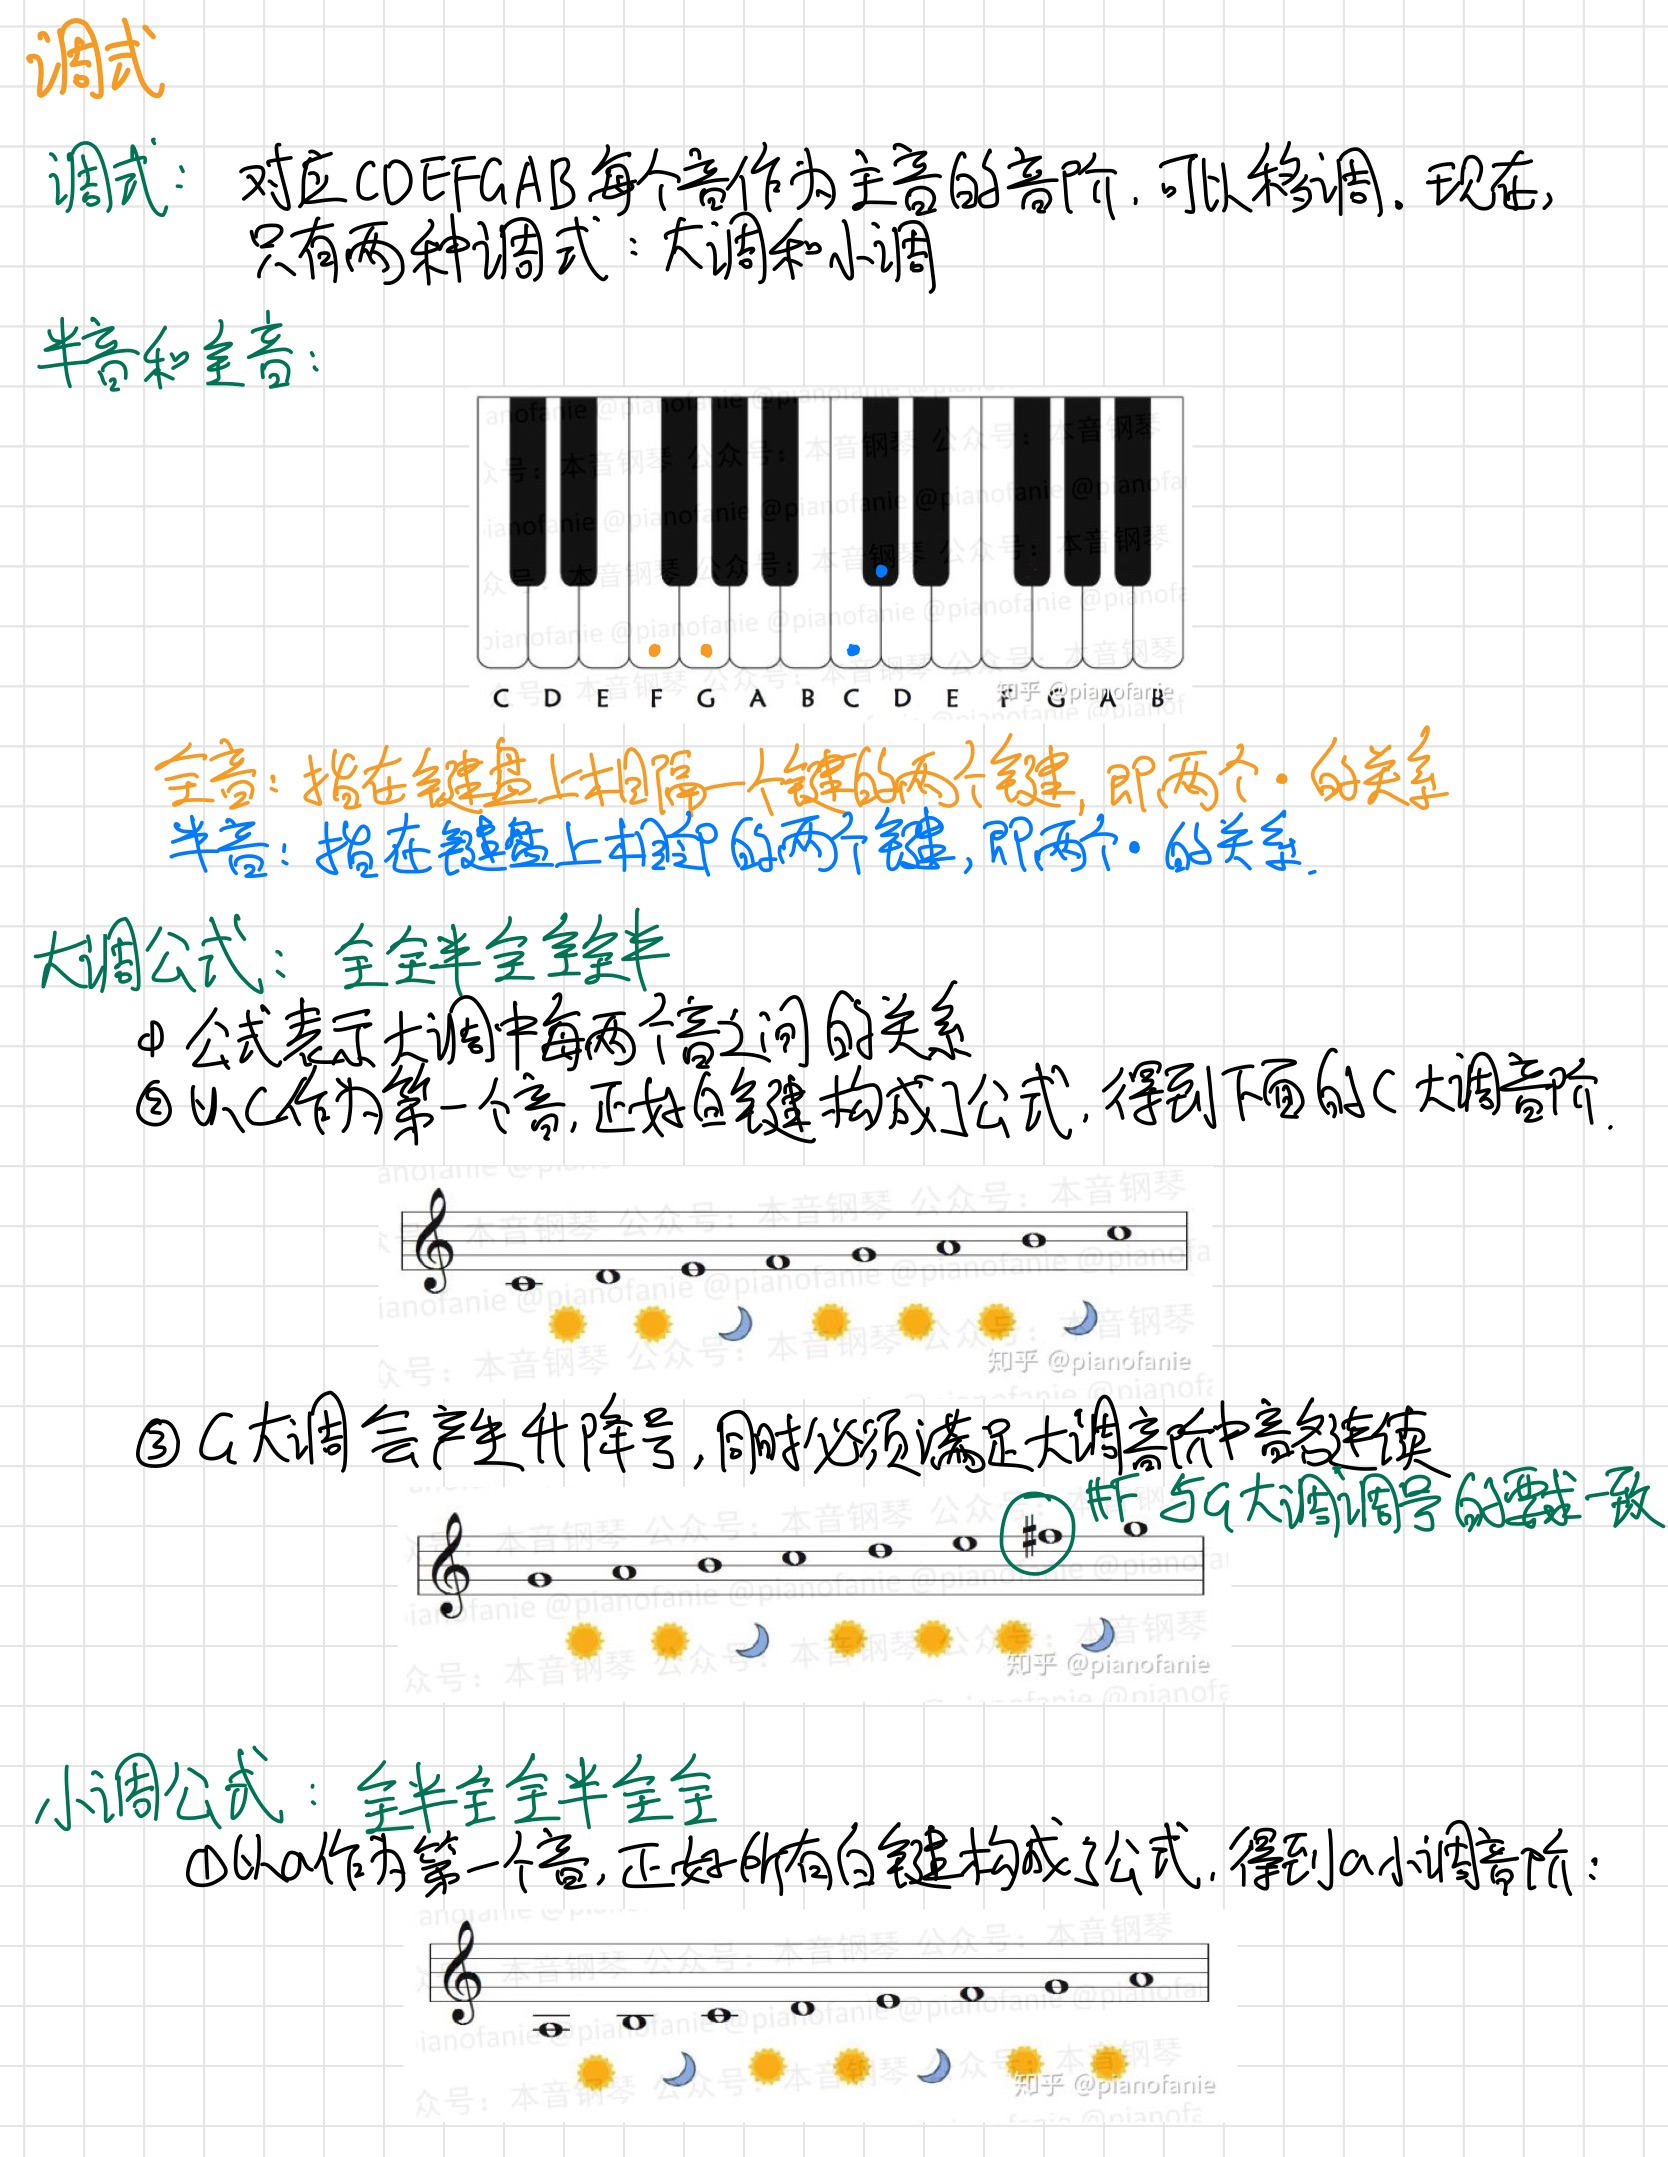 调式
调式：对应CDEFGAB每个音作为主音的音阶，可以移调。现在，
只有两种调式：大调和小调
半音和全音：
C D E F G A B C D E F G A B
知乎 @pianofanie
全音：指在键盘上相隔一个键的两个键，即两个·的关系
半音：指在键盘上相邻的两个键，即两个·的关系.
大调公式：全全半全全全半
① 公式表示大调中每两个音之间的关系
② 以C作为第一个音，正好白键构成了公式，得到下面的C大调音阶.
知乎 @pianofanie
③ G大调会产生升降号，同时必须满足大调音阶中音名连续
#F 与G大调调号的要求一致
知乎 @pianofanie
小调公式：全半全全半全全
①以a作为第一个音，正好所有白键构成了公式，得到a小调音阶：
知乎 @pianofanie